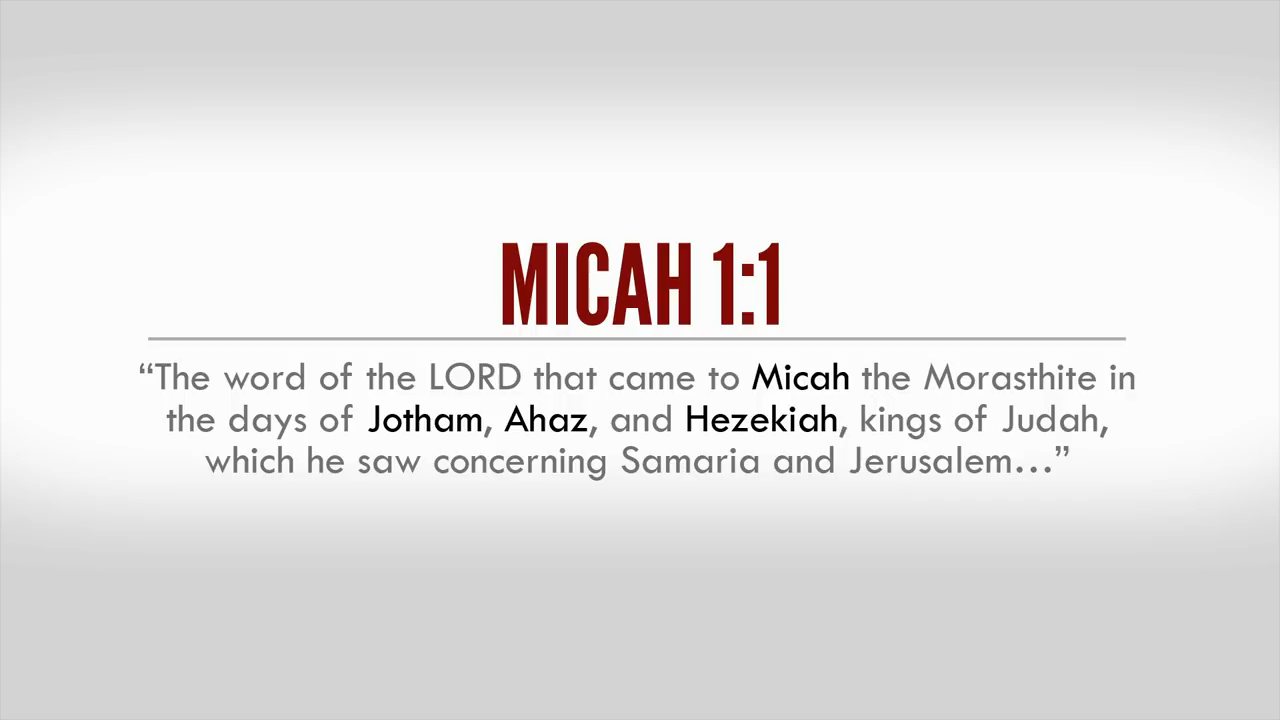 MICAH 1:1
“The word of the LORD that came to Micah the Morasthite in
the days of Jotham, Ahaz, and Hezekiah, kings of Judah,
which he saw concerning Samaria and Jerusalem…”